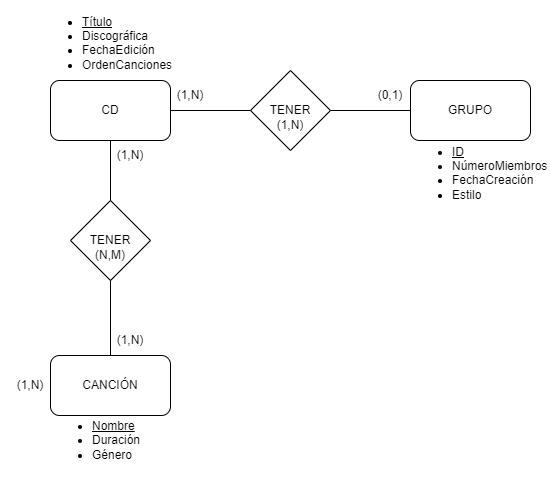 Título
Discográfica
FechaEdición
OrdenCanciones
CD
(1,N)
TENER
(1,N)
(0,1)
GRUPO
ID
NúmeroMiembros
FechaCreación
Estilo
(1,N)
TENER
(N,M)
(1,N)
(1,N)
CANCIÓN
Nombre
Duración
Género